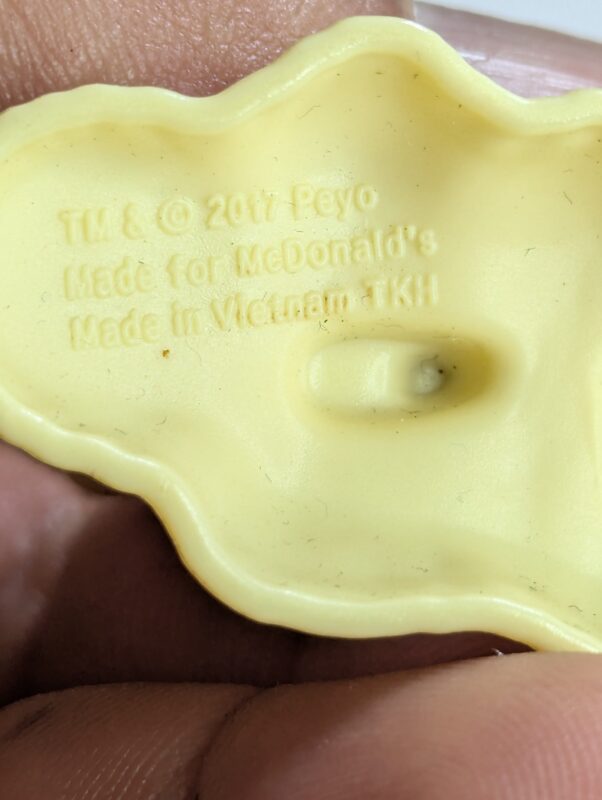 TM & © 2017 Peyo
Made for McDonald's
Made in Vietnam TKH